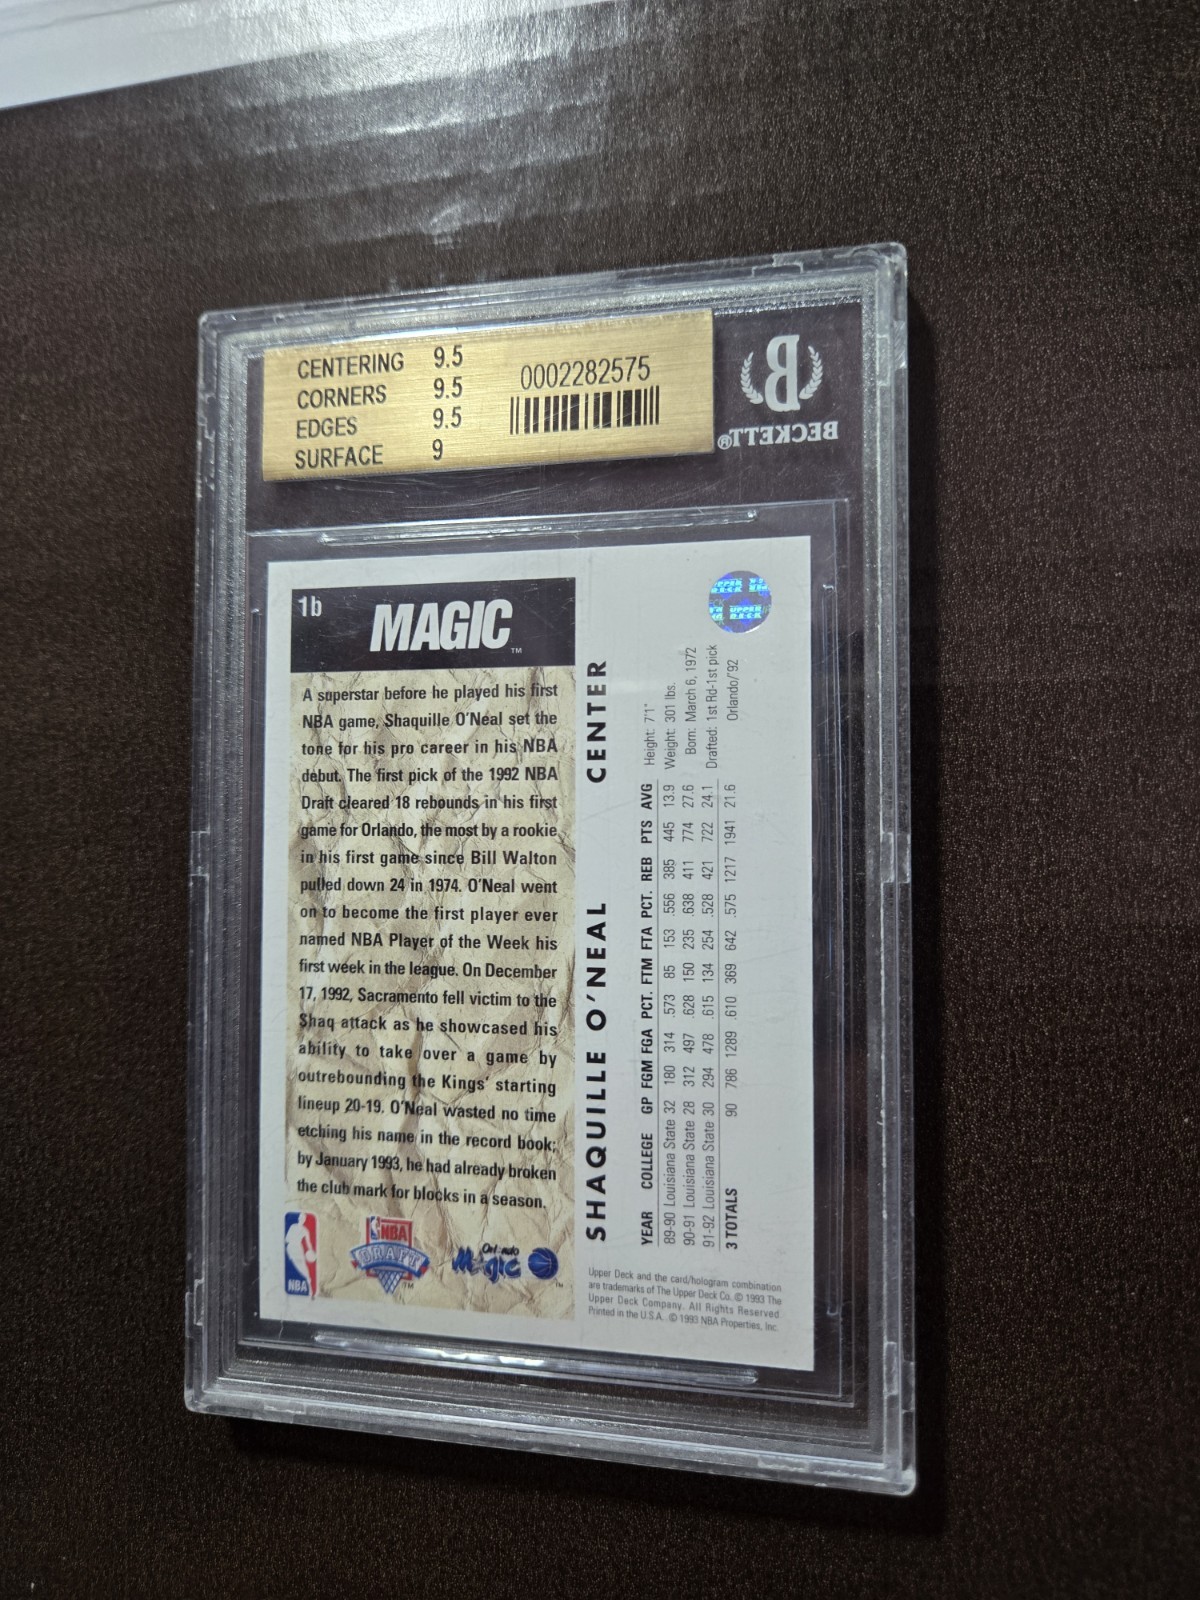 CENTERING 9.5
CORNERS 9.5
EDGES 9.5
SURFACE 9
0002282575
BECKETT®
1b
MAGIC™
A superstar before he played his first
NBA game, Shaquille O'Neal set the
tone for his pro career in his NBA
debut. The first pick of the 1992 NBA
Draft cleared 18 rebounds in his first
game for Orlando, the most by a rookie
in his first game since Bill Walton
pulled down 24 in 1974. O'Neal went
on to become the first player ever
named NBA Player of the Week his
first week in the league. On December
17, 1992, Sacramento fell victim to the
Shaq attack as he showcased his
ability to take over a game by
outrebounding the Kings' starting
lineup 20-19. O'Neal wasted no time
etching his name in the record book;
by January 1993, he had already broken
the club mark for blocks in a season.
NBA
NBA
DRAFT™
Orlando
Magic™
SHAQUILLE O'NEAL CENTER
Height: 7'1"
Weight: 301 lbs.
Born: March 6, 1972
Drafted: 1st Rd-1st pick
Orlando/'92
YEAR COLLEGE GP FGM FGA PCT. FTM FTA PCT. REB PTS AVG
89-90 Louisiana State 32 180 314 .573 85 153 .556 385 445 13.9
90-91 Louisiana State 28 312 497 .628 150 235 .638 411 774 27.6
91-92 Louisiana State 30 294 478 .615 134 254 .528 421 722 24.1
3 TOTALS 90 786 1289 .610 369 642 .575 1217 1941 21.6
UPPER DECK
Upper Deck and the card/hologram combination
are trademarks of The Upper Deck Co. © 1993 The
Upper Deck Company. All Rights Reserved.
Printed in the U.S.A. © 1993 NBA Properties, Inc.